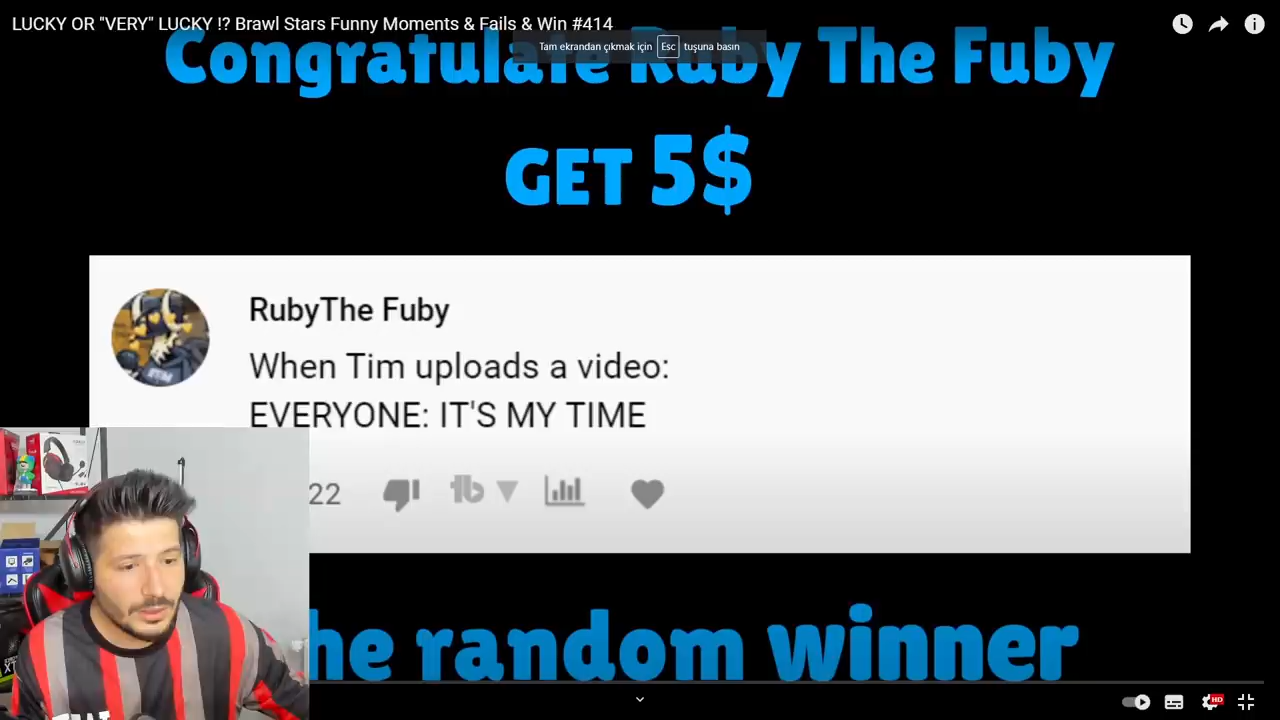 LUCKY OR "VERY" LUCKY !? Brawl Stars Funny Moments & Fails & Win #414
Tam ekrandan çıkmak için Esc tuşuna basın
Congratulate Ruby The Fuby
GET 5$
RubyThe Fuby
When Tim uploads a video:
EVERYONE: IT'S MY TIME
22
he random winner
HD